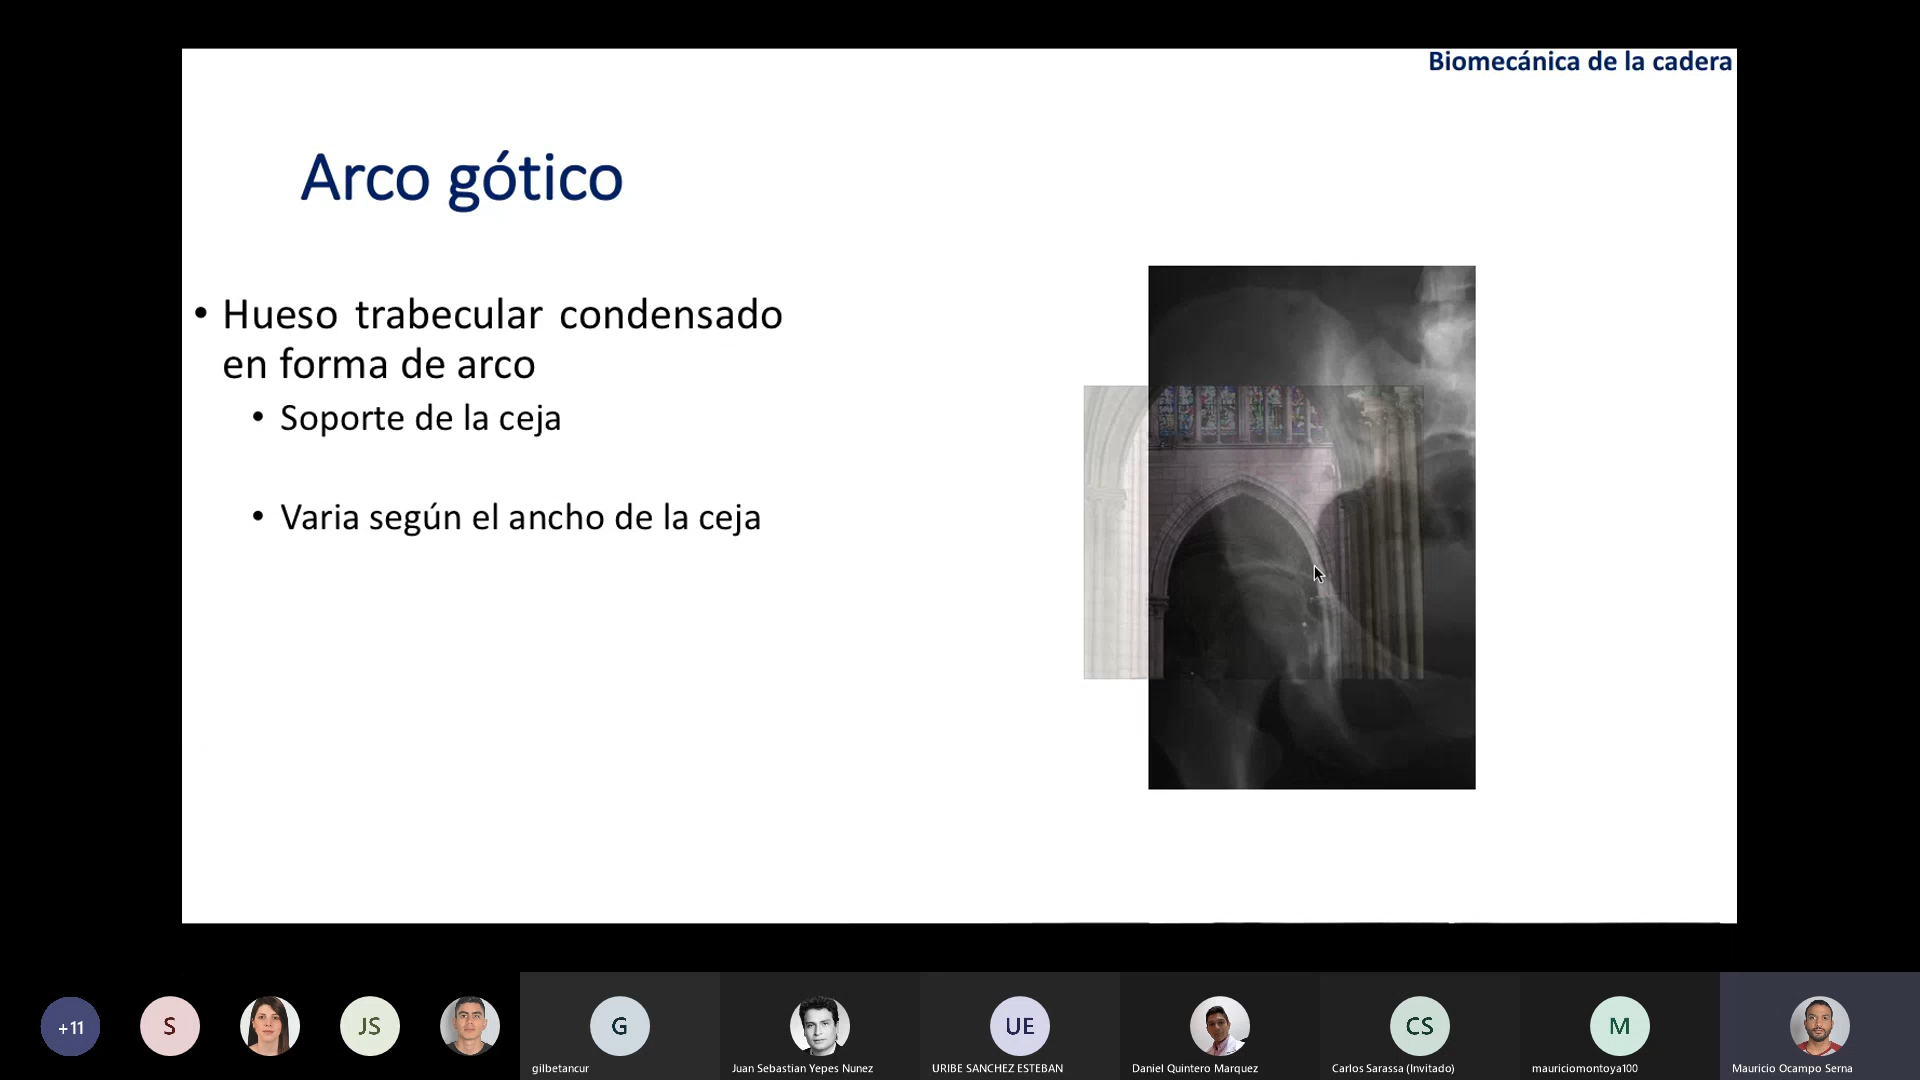 Biomecánica de la cadera
Arco gótico
• Hueso trabecular condensado
en forma de arco
• Soporte de la ceja
• Varia según el ancho de la ceja
+11
S
JS
G
UE
CS
M
gilbetancur
Juan Sebastian Yepes Nunez
URIBE SANCHEZ ESTEBAN
Daniel Quintero Marquez
Carlos Sarassa (Invitado)
mauriciomontoya100
Mauricio Ocampo Serna